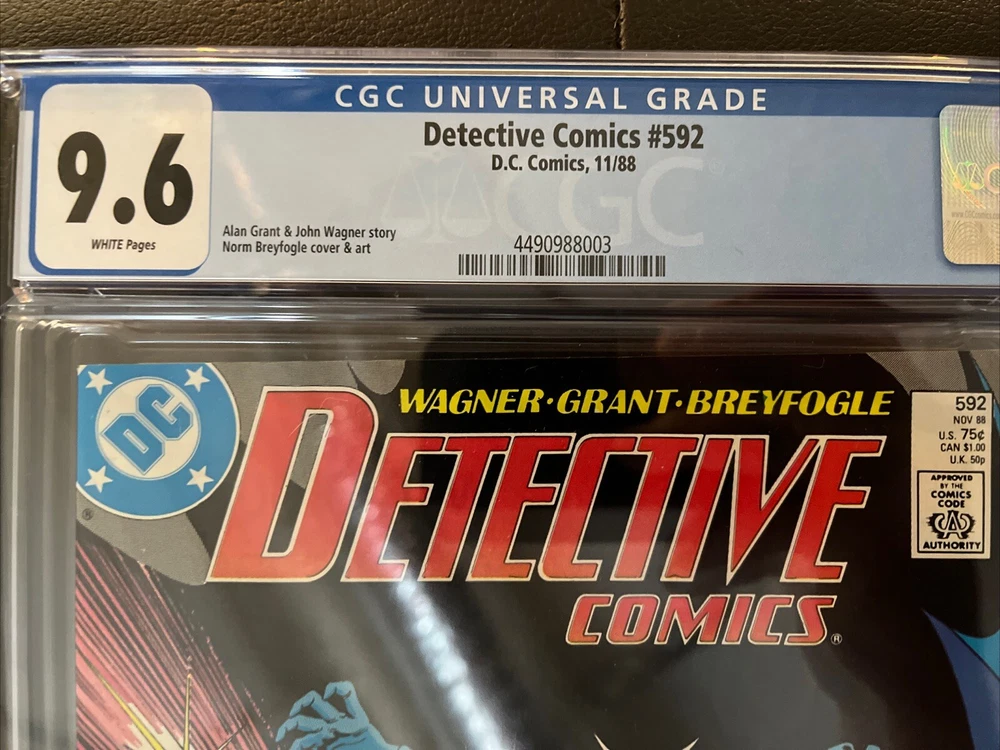 CGC UNIVERSAL GRADE
9.6
WHITE Pages
Detective Comics #592
D.C. Comics, 11/88
Alan Grant & John Wagner story
Norm Breyfogle cover & art
CGC
4490988003
DC
®
WAGNER·GRANT·BREYFOGLE
DETECTIVE
COMICS®
592
NOV 88
U.S. 75¢
CAN $1.00
U.K. 50p
APPROVED
BY THE
COMICS
CODE
CA
AUTHORITY